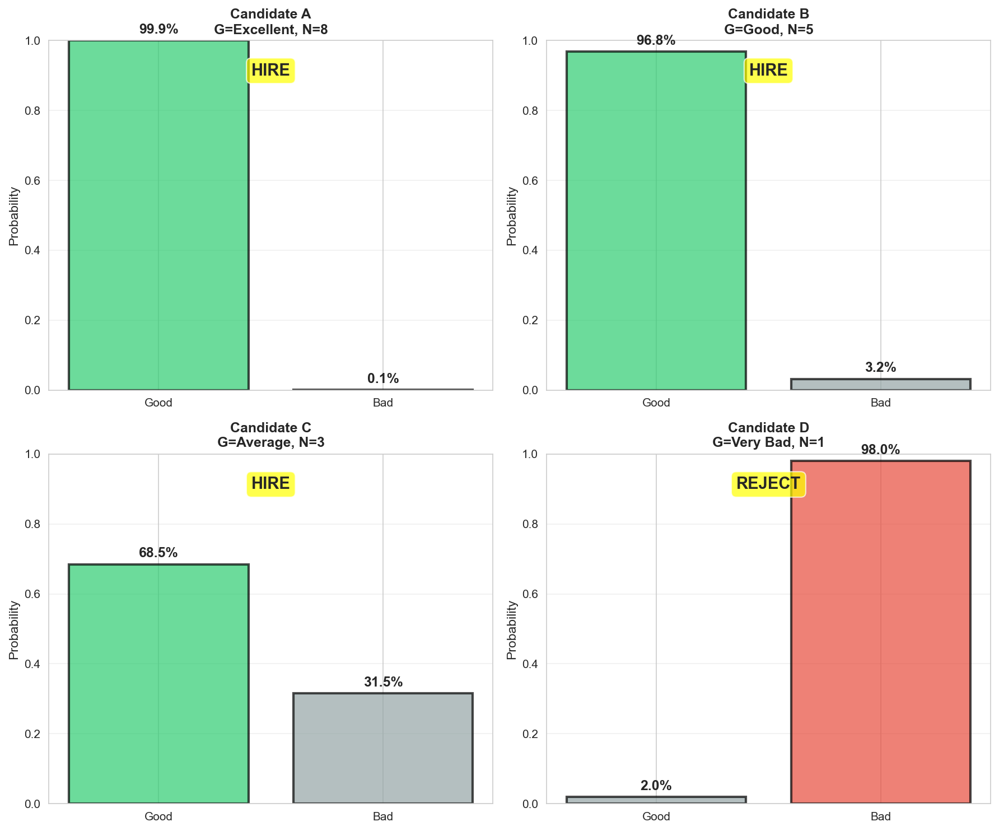 Candidate A
G=Excellent, N=8
99.9%
1.0
HIRE
0.8
0.6
Probability
0.4
0.2
0.1%
0.0
Good
Bad
Candidate B
G=Good, N=5
96.8%
1.0
HIRE
0.8
0.6
Probability
0.4
0.2
3.2%
0.0
Good
Bad
Candidate C
G=Average, N=3
1.0
HIRE
0.8
68.5%
0.6
Probability
0.4
31.5%
0.2
0.0
Good
Bad
Candidate D
G=Very Bad, N=1
98.0%
1.0
REJECT
0.8
0.6
Probability
0.4
0.2
2.0%
0.0
Good
Bad